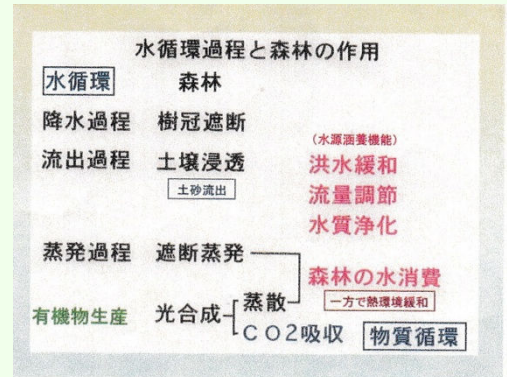 水循環過程と森林の作用
水循環 森林
降水過程 樹冠遮断
(水源涵養機能)
流出過程 土壌浸透 洪水緩和
土砂流出
流量調節
水質浄化
蒸発過程 遮断蒸発
森林の水消費
蒸散 一方で熱環境緩和
有機物生産 光合成
CO2吸収 物質循環